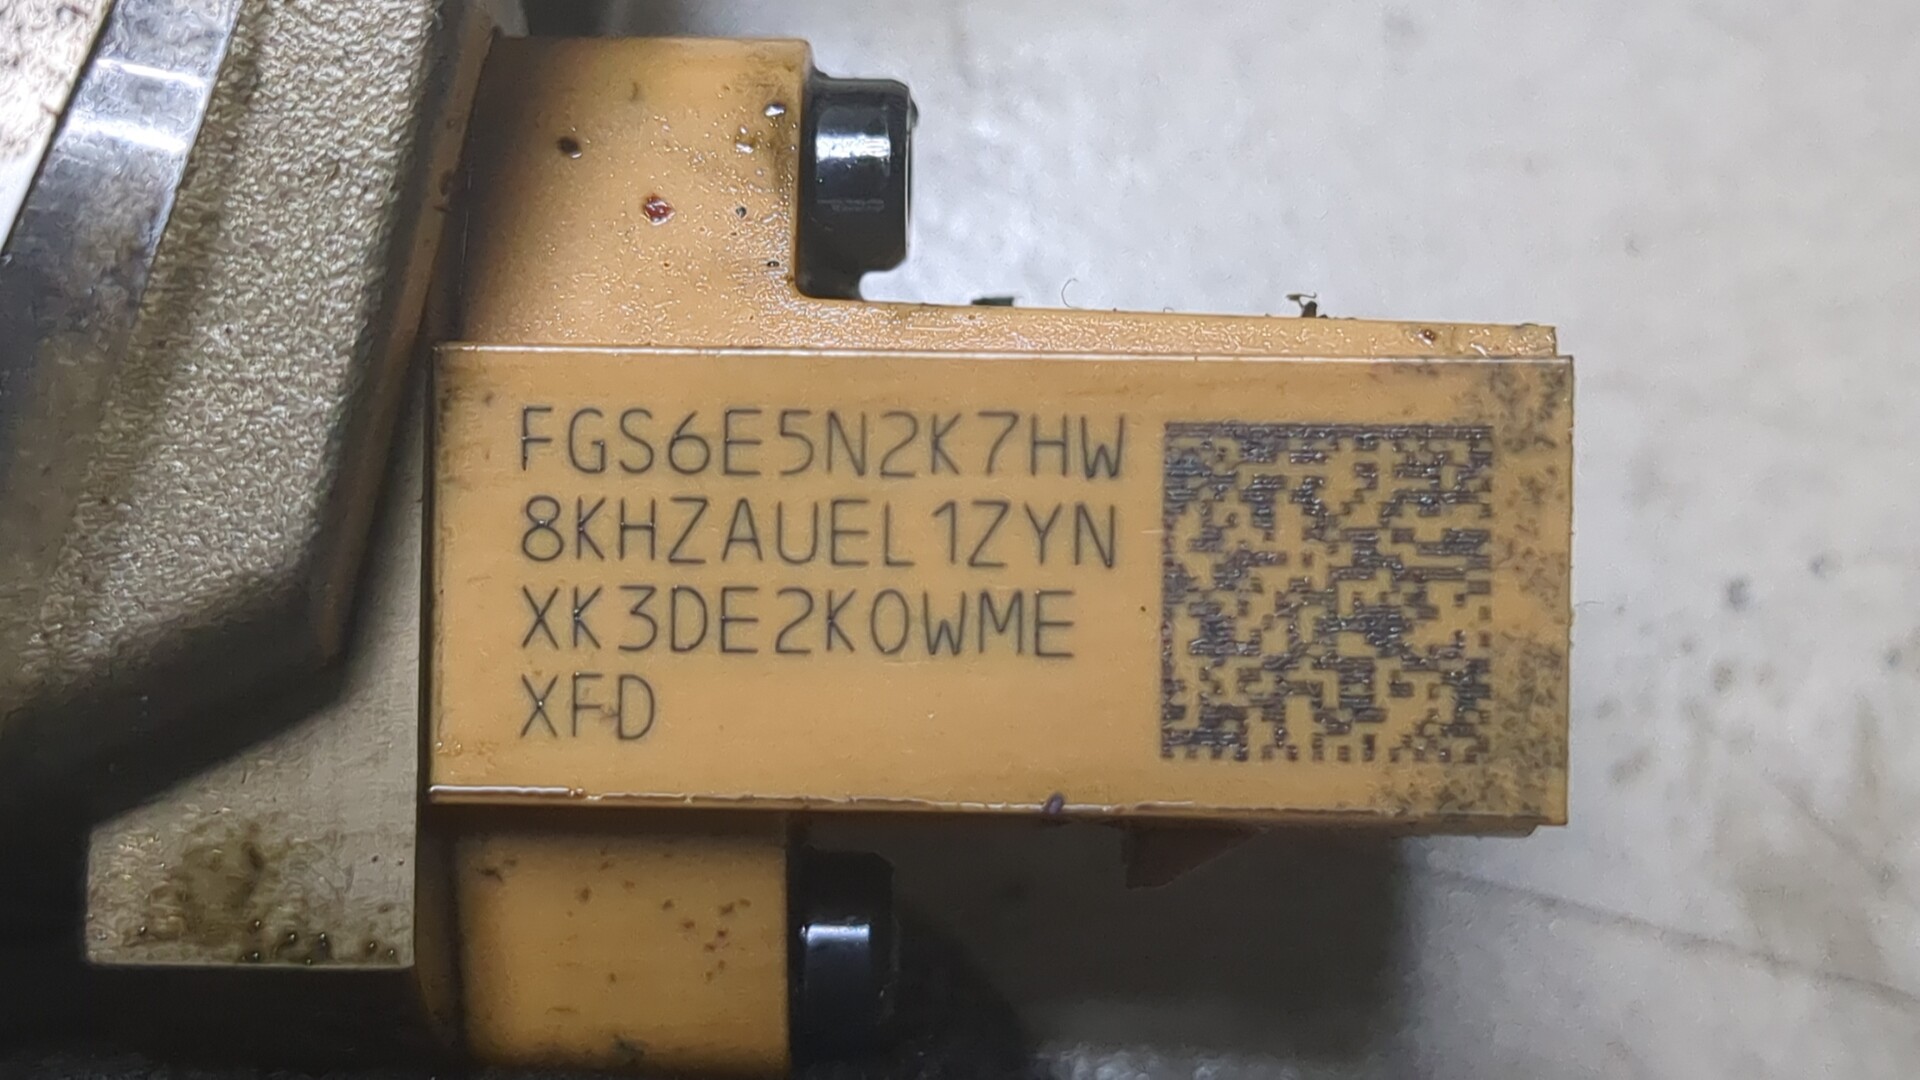 FGS6E5N2K7HW
8KHZAUEL1ZYN
XK3DE2K0WME
XFD